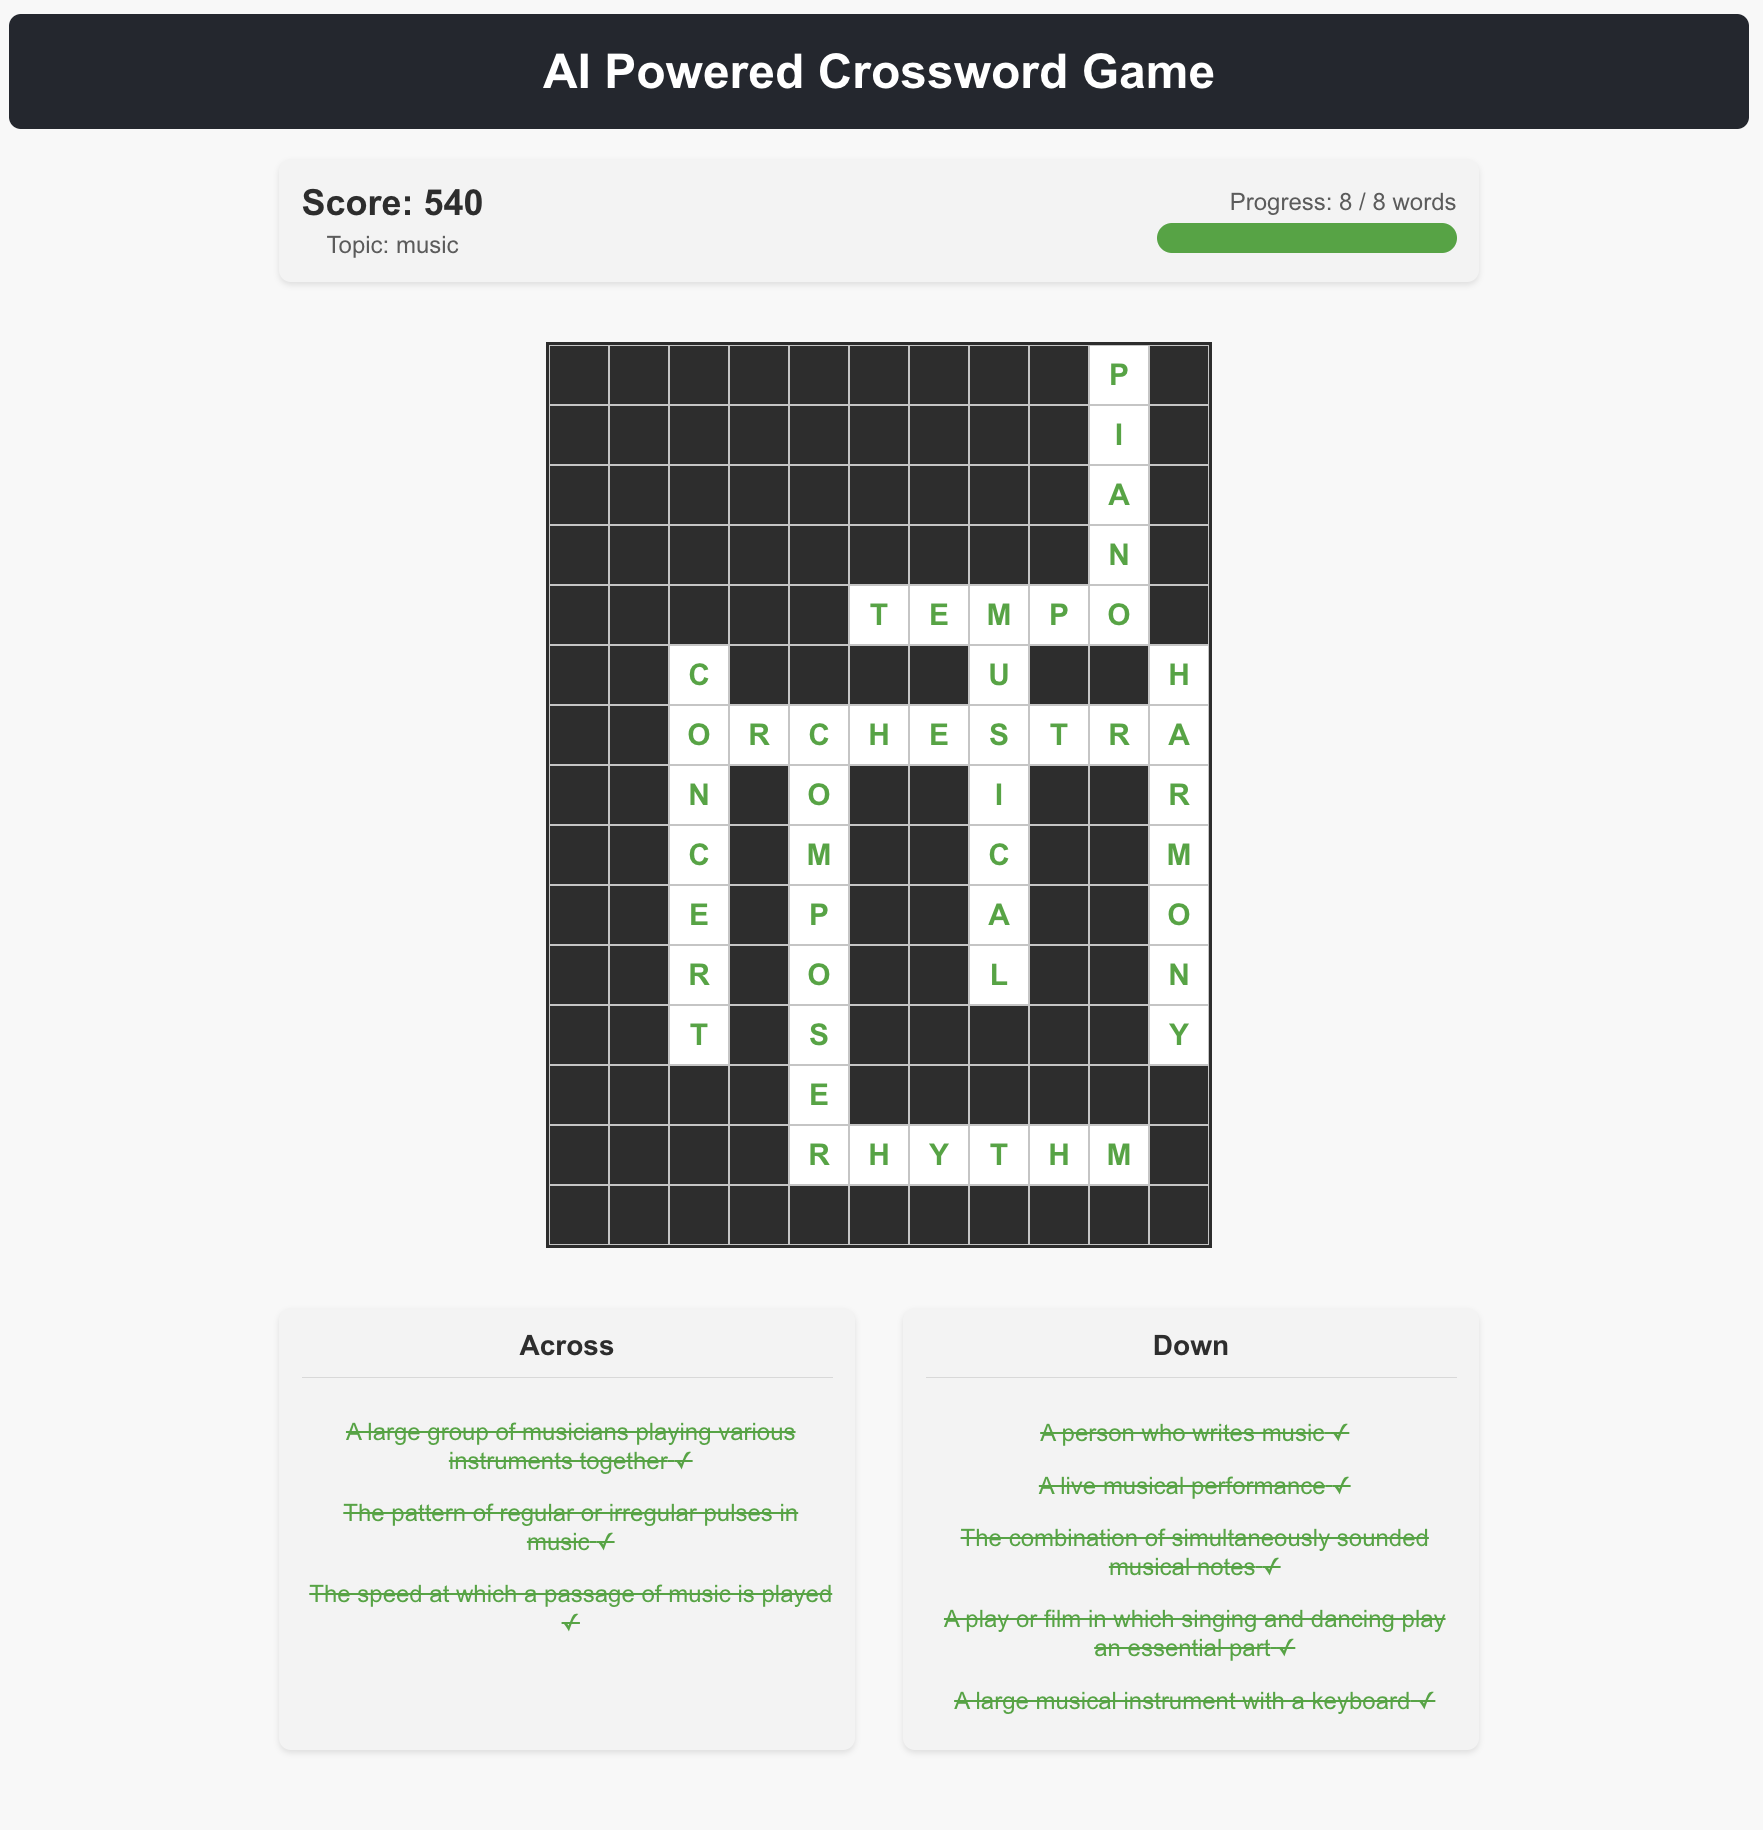 AI Powered Crossword Game
Score: 540
Topic: music
Progress: 8 / 8 words
P
I
A
N
T E M P O
C U H
O R C H E S T R A
N O I R
C M C M
E P A O
R O L N
T S Y
E
R H Y T H M
Across
A large group of musicians playing various
instruments together ✓
The pattern of regular or irregular pulses in
music ✓
The speed at which a passage of music is played
✓
Down
A person who writes music ✓
A live musical performance ✓
The combination of simultaneously sounded
musical notes ✓
A play or film in which singing and dancing play
an essential part ✓
A large musical instrument with a keyboard ✓